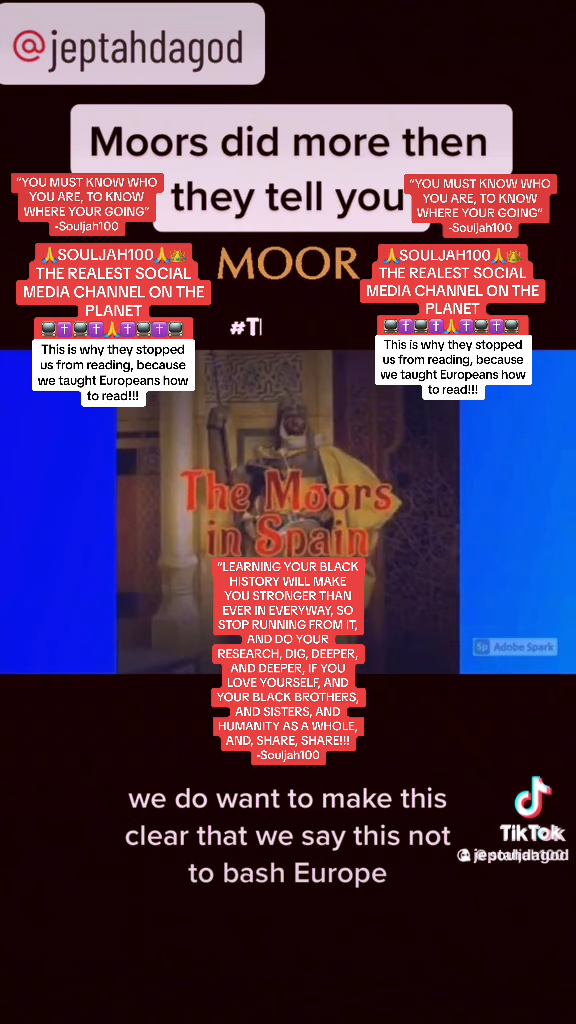 @jeptahdagod
Moors did more then
they tell you
"YOU MUST KNOW WHO
YOU ARE, TO KNOW
WHERE YOUR GOING"
-Souljah100
"YOU MUST KNOW WHO
YOU ARE, TO KNOW
WHERE YOUR GOING"
-Souljah100
🙏SOULJAH100🙏👑
THE REALEST SOCIAL
MEDIA CHANNEL ON THE
PLANET
MOOR
🙏SOULJAH100🙏👑
THE REALEST SOCIAL
MEDIA CHANNEL ON THE
PLANET
#T
This is why they stopped
us from reading, because
we taught Europeans how
to read!!!
This is why they stopped
us from reading, because
we taught Europeans how
to read!!!
The Moors
in Spain
"LEARNING YOUR BLACK
HISTORY WILL MAKE
YOU STRONGER THAN
EVER IN EVERYWAY, SO
STOP RUNNING FROM IT,
AND DO YOUR
RESEARCH, DIG, DEEPER,
AND DEEPER, IF YOU
LOVE YOURSELF, AND
YOUR BLACK BROTHERS,
AND SISTERS, AND
HUMANITY AS A WHOLE,
AND, SHARE, SHARE!!!
-Souljah100
Sp Adobe Spark
we do want to make this
clear that we say this not
to bash Europe
TikTok